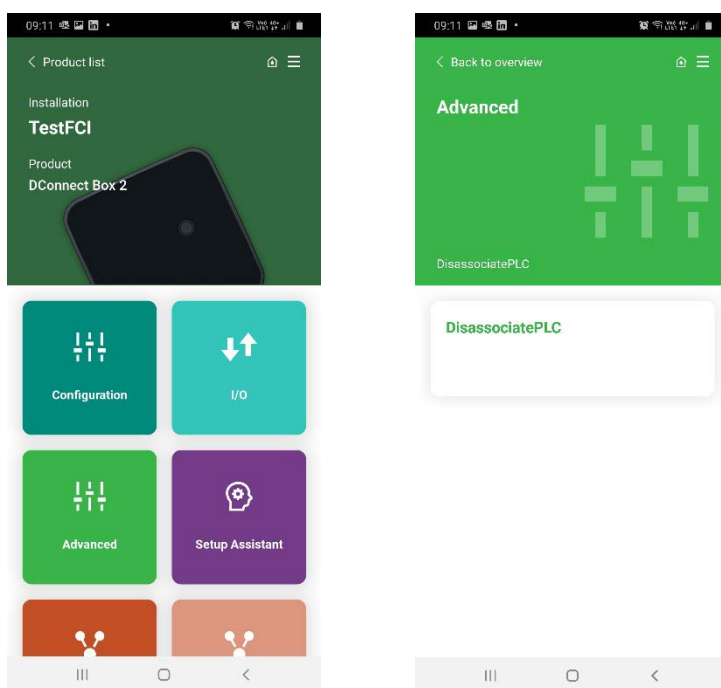 09:11
< Product list
Installation
TestFCI
Product
DConnect Box 2
Configuration
I/O
Advanced
Setup Assistant
09:11
< Back to overview
Advanced
DisassociatePLC
DisassociatePLC